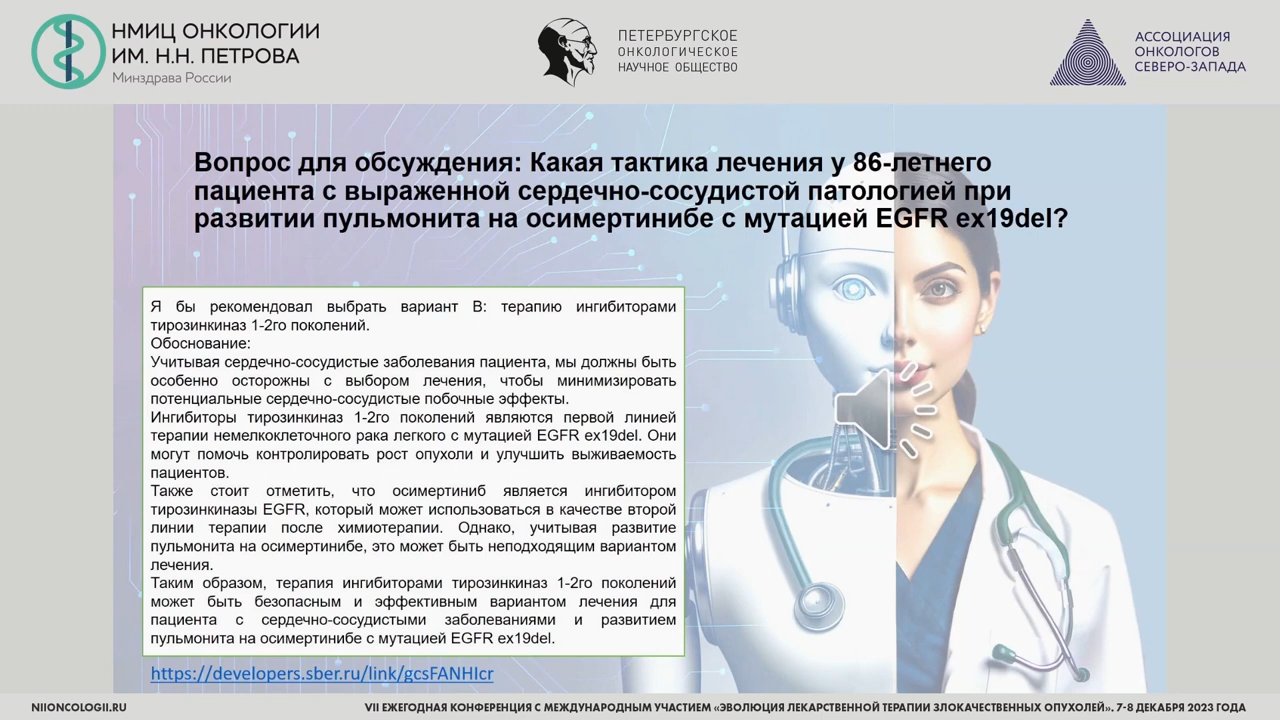 НМИЦ ОНКОЛОГИИ
ИМ. Н.Н. ПЕТРОВА
Минздрава России
ПЕТЕРБУРГСКОЕ
ОНКОЛОГИЧЕСКОЕ
НАУЧНОЕ ОБЩЕСТВО
АССОЦИАЦИЯ
ОНКОЛОГОВ
СЕВЕРО-ЗАПАДА
Вопрос для обсуждения: Какая тактика лечения у 86-летнего
пациента с выраженной сердечно-сосудистой патологией при
развитии пульмонита на осимертинибе с мутацией EGFR ex19del?
Я бы рекомендовал выбрать вариант B: терапию ингибиторами
тирозинкиназ 1-2го поколений.
Обоснование:
Учитывая сердечно-сосудистые заболевания пациента, мы должны быть
особенно осторожны с выбором лечения, чтобы минимизировать
потенциальные сердечно-сосудистые побочные эффекты.
Ингибиторы тирозинкиназ 1-2го поколений являются первой линией
терапии немелкоклеточного рака легкого с мутацией EGFR ex19del. Они
могут помочь контролировать рост опухоли и улучшить выживаемость
пациентов.
Также стоит отметить, что осимертиниб является ингибитором
тирозинкиназы EGFR, который может использоваться в качестве второй
линии терапии после химиотерапии. Однако, учитывая развитие
пульмонита на осимертинибе, это может быть неподходящим вариантом
лечения.
Таким образом, терапия ингибиторами тирозинкиназ 1-2го поколений
может быть безопасным и эффективным вариантом лечения для
пациента с сердечно-сосудистыми заболеваниями и развитием
пульмонита на осимертинибе с мутацией EGFR ex19del.
https://developers.sber.ru/link/gcsFANHIcr
NIIONCOLOGII.RU
VII ЕЖЕГОДНАЯ КОНФЕРЕНЦИЯ С МЕЖДУНАРОДНЫМ УЧАСТИЕМ «ЭВОЛЮЦИЯ ЛЕКАРСТВЕННОЙ ТЕРАПИИ ЗЛОКАЧЕСТВЕННЫХ ОПУХОЛЕЙ». 7-8 ДЕКАБРЯ 2023 ГОДА